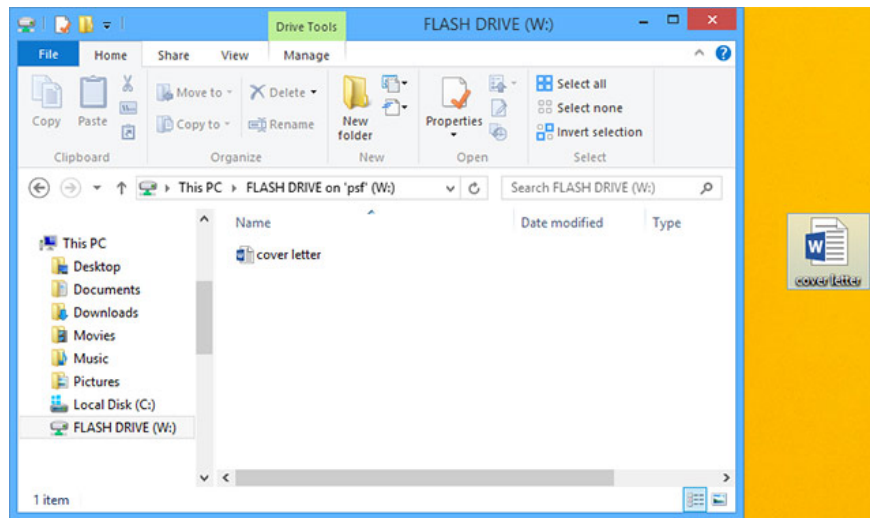 Drive Tools FLASH DRIVE (W:)
File Home Share View Manage
Copy Paste Move to Copy to Delete Rename New folder Properties Select all Select none Invert selection
Clipboard Organize New Open Select
This PC FLASH DRIVE on 'psf' (W:) Search FLASH DRIVE (W:)
Name Date modified Type
This PC
cover letter
Desktop
Documents
Downloads
Movies
Music
Pictures
Local Disk (C:)
FLASH DRIVE (W:)
1 item
W
cover letter